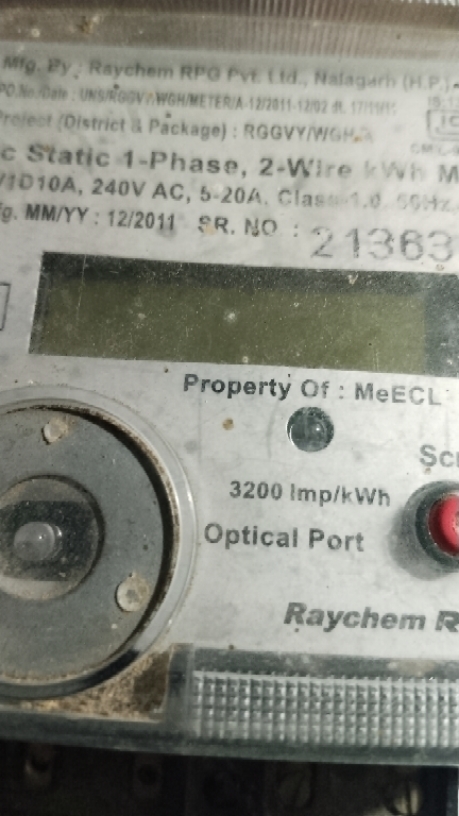 Mfg. By : Raychem RPG Pvt. Ltd., Nalagarh (H.P.)
Project (District & Package) : RGGVY/WGH
c Static 1-Phase, 2-Wire kWh M
10A, 240V AC, 5-20A, Class 1.0, 50Hz
fg. MM/YY : 12/2011 SR. NO : 21363
Property Of : MeECL
Scr
3200 Imp/kWh
Optical Port
Raychem R